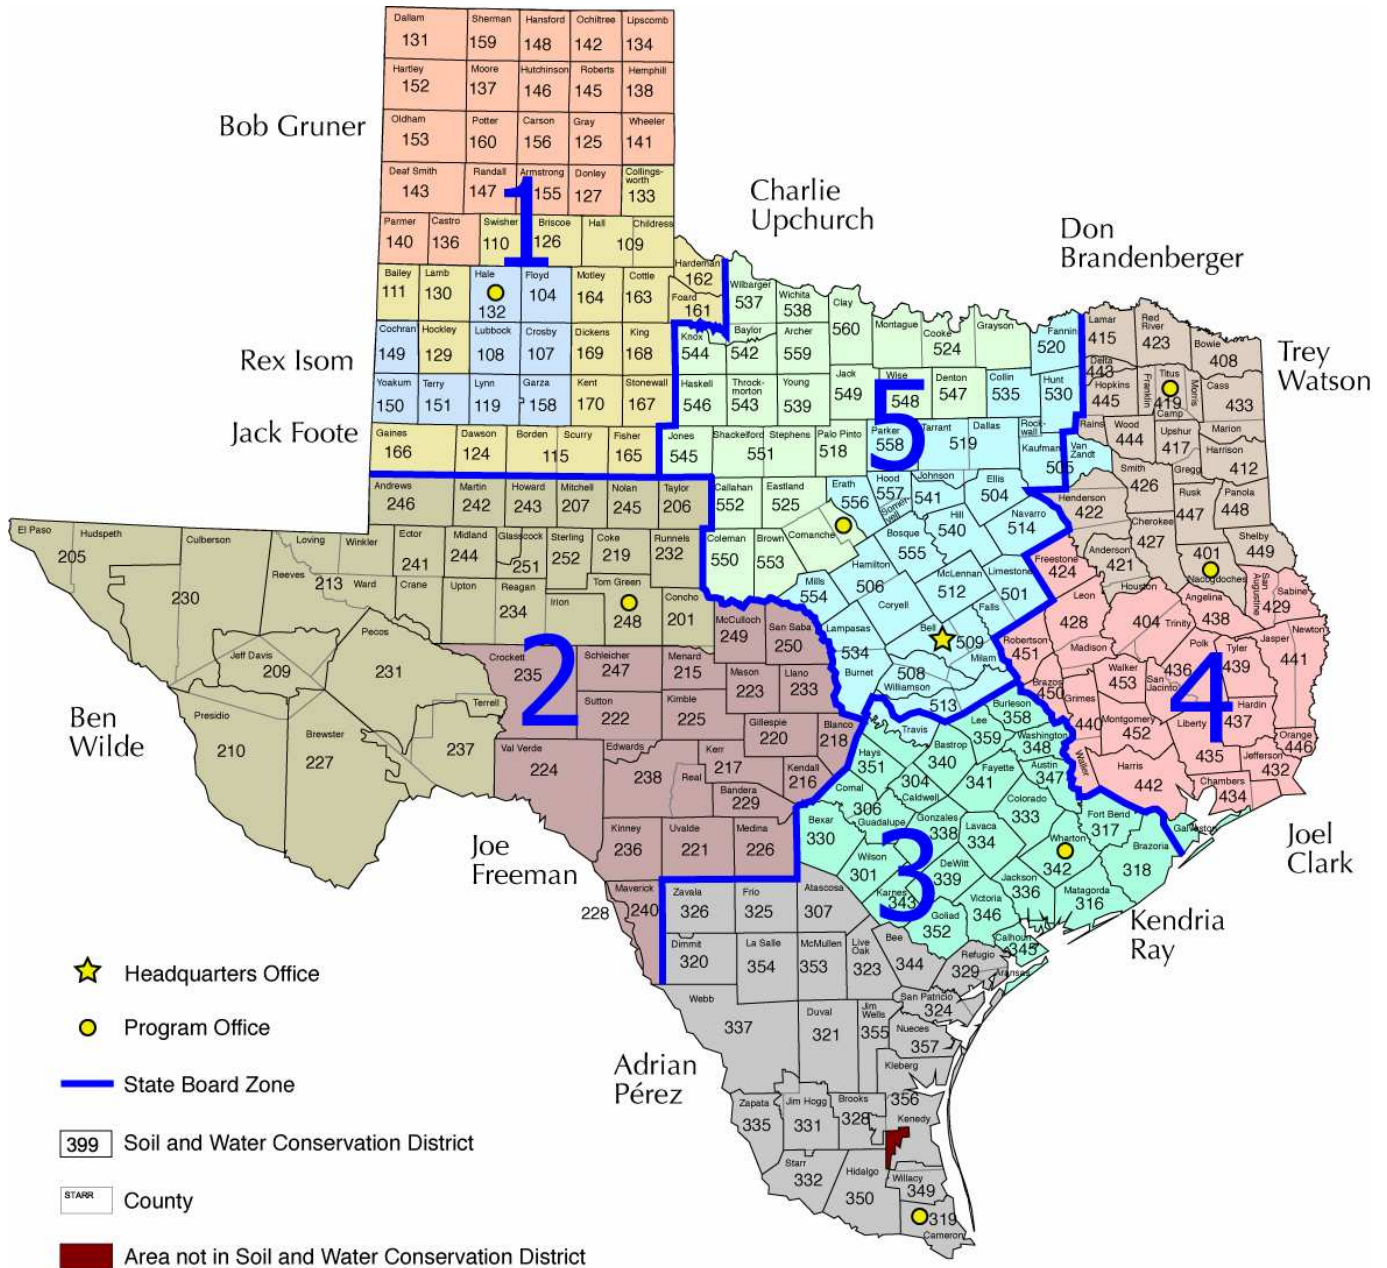 Dallam
Sherman
Hansford
Ochiltree
Lipscomb
131
159
148
142
134
Hartley
Moore
Hutchinson
Roberts
Hemphill
152
137
146
145
138
Bob Gruner
Oldham
Potter
Carson
Gray
Wheeler
153
160
156
125
141
Deaf Smith
Randall
Armstrong
Donley
Collings-
worth
143
147
155
127
133
1
Parmer
Castro
Swisher
Briscoe
Hall
Childress
140
136
110
126
109
Charlie
Upchurch
Don
Brandenberger
Bailey
Lamb
Hale
Floyd
Motley
Cottle
Hardeman
162
111
130
132
104
164
163
Foard
161
Rex Isom
Cochran
Hockley
Lubbock
Crosby
Dickens
King
149
129
108
107
169
168
Yoakum
Terry
Lynn
Garza
Kent
Stonewall
150
151
119
158
170
167
Jack Foote
Gaines
Dawson
Borden
Scurry
Fisher
166
124
115
165
Wilbarger
537
Wichita
538
Clay
560
Montague
Cooke
524
Grayson
Fannin
520
Knox
544
Baylor
542
Archer
559
Haskell
546
Throck-
morton
543
Young
539
Jack
549
Wise
548
Denton
547
Collin
535
Hunt
530
5
Jones
545
Shackelford
Stephens
551
Palo Pinto
518
Parker
558
Tarrant
519
Dallas
Rock-
wall
Kaufman
505
Van
Zandt
Callahan
552
Eastland
525
Erath
556
Hood
557
Somer-
vell
Johnson
541
Ellis
504
Hill
540
Navarro
514
Coleman
550
Brown
553
Comanche
Bosque
555
Hamilton
506
McLennan
512
Limestone
501
Mills
554
Coryell
Falls
Bell
509
Lampasas
534
Milam
508
Burnet
Williamson
513
Travis
Lamar
415
Red
River
423
Bowie
408
Trey
Watson
Delta
443
Hopkins
445
Franklin
Titus
419
Morris
Cass
433
Camp
Rains
Wood
444
Upshur
417
Marion
Harrison
412
Gregg
Smith
426
Henderson
422
Rusk
447
Panola
448
Cherokee
427
Anderson
421
401
Nacogdoches
Shelby
449
Freestone
424
Houston
San
Augustine
Sabine
429
Leon
428
404
Trinity
Angelina
438
Robertson
451
Madison
Polk
436
Tyler
439
Jasper
Newton
441
Walker
453
San
Jacinto
4
Brazos
450
Grimes
440
Montgomery
452
Liberty
435
Hardin
437
Orange
446
Jefferson
432
Waller
Harris
442
Chambers
434
Joel
Clark
Andrews
246
Martin
242
Howard
243
Mitchell
207
Nolan
245
Taylor
206
El Paso
205
Hudspeth
Culberson
230
Loving
Winkler
Ector
241
Midland
244
Glasscock
251
Sterling
252
Coke
219
Runnels
232
Reeves
213
Ward
Crane
Upton
Reagan
234
Irion
Tom Green
248
Concho
201
Jeff Davis
209
Pecos
231
Presidio
210
Brewster
227
Terrell
237
Ben
Wilde
McCulloch
249
San Saba
250
Crockett
235
2
Schleicher
247
Menard
215
Mason
223
Llano
233
Sutton
222
Kimble
225
Gillespie
220
Blanco
218
Val Verde
224
Edwards
238
Real
Kerr
217
Kendall
216
Bandera
229
Kinney
236
Uvalde
221
Medina
226
Maverick
228
240
Joe
Freeman
Burleson
358
Lee
359
Washington
348
Hays
351
Bastrop
340
Fayette
341
Austin
347
304
Caldwell
Comal
306
Guadalupe
Gonzales
338
Lavaca
334
Colorado
333
Fort Bend
317
Galveston
Bexar
330
Wharton
342
Brazoria
318
Wilson
301
3
DeWitt
339
Jackson
336
Matagorda
316
Karnes
343
Victoria
346
Goliad
352
Calhoun
345
Kendria
Ray
Zavala
326
Frio
325
Atascosa
307
Dimmit
320
La Salle
354
McMullen
353
Live
Oak
323
Bee
344
Refugio
329
Aransas
San Patricio
324
Webb
337
Duval
321
Jim
Wells
355
Nueces
357
Kleberg
356
Adrian
Pérez
Zapata
335
Jim Hogg
331
Brooks
328
Kenedy
Starr
332
Hidalgo
350
Willacy
349
319
Cameron
Headquarters Office
Program Office
State Board Zone
399
Soil and Water Conservation District
STARR
County
Area not in Soil and Water Conservation District